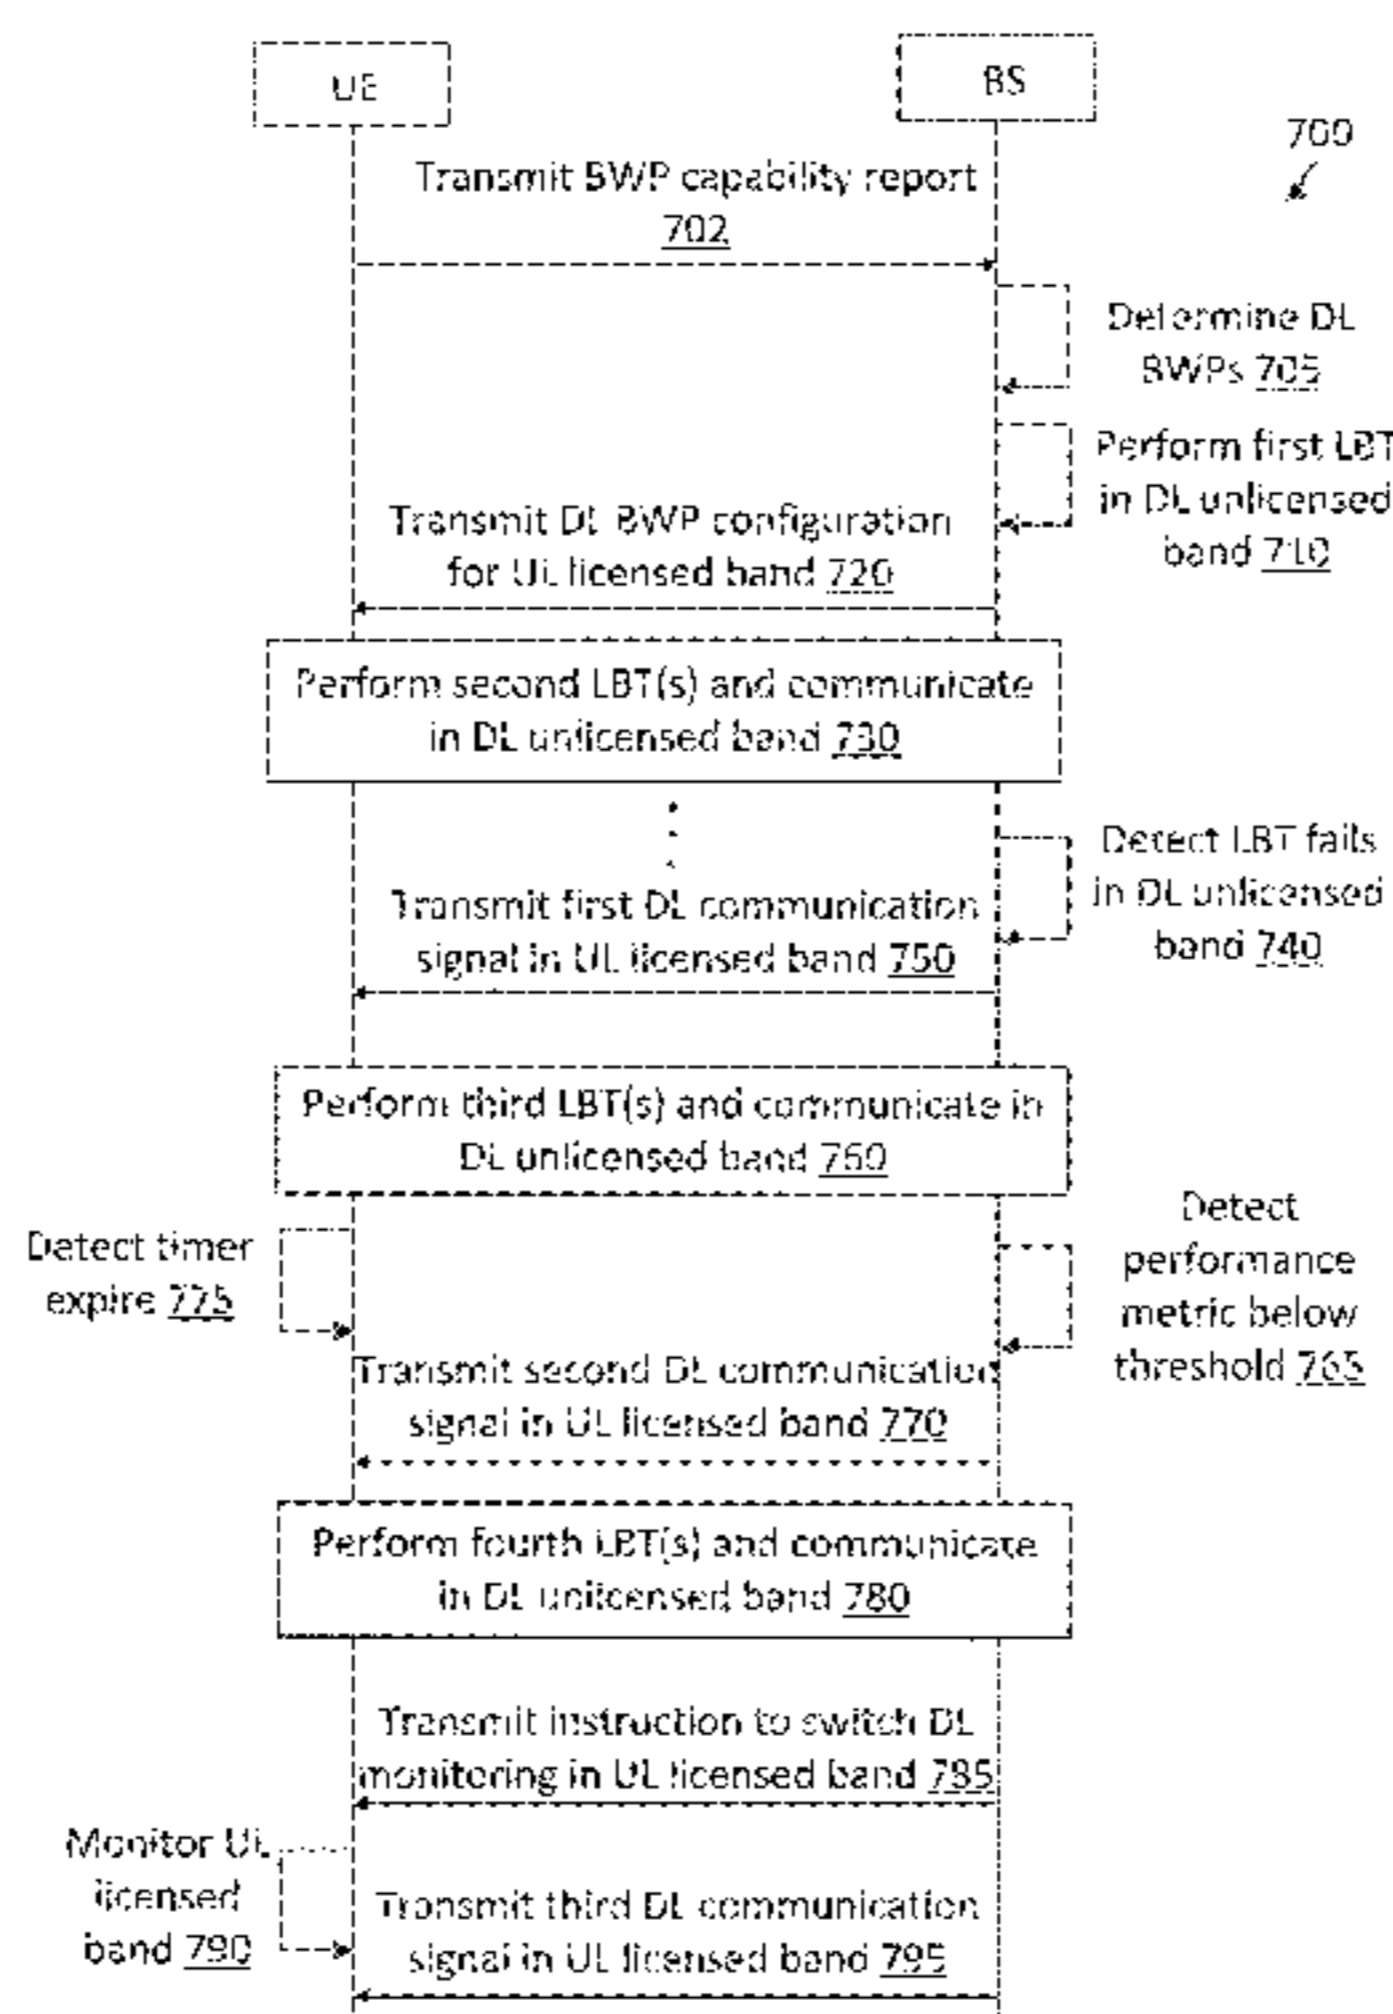 UE
BS
700
Transmit BWP capability report
702
Determine DL
BWPs 705
Perform first LBT
in DL unlicensed
band 710
Transmit DL BWP configuration
for UL licensed band 720
Perform second LBT(s) and communicate
in DL unlicensed band 730
Detect LBT fails
in DL unlicensed
band 740
Transmit first DL communication
signal in UL licensed band 750
Perform third LBT(s) and communicate in
DL unlicensed band 760
Detect timer
expire 775
Detect
performance
metric below
threshold 765
Transmit second DL communication
signal in UL licensed band 770
Perform fourth LBT(s) and communicate
in DL unlicensed band 780
Transmit instruction to switch DL
monitoring in UL licensed band 785
Monitor UL
licensed
band 790
Transmit third DL communication
signal in UL licensed band 795